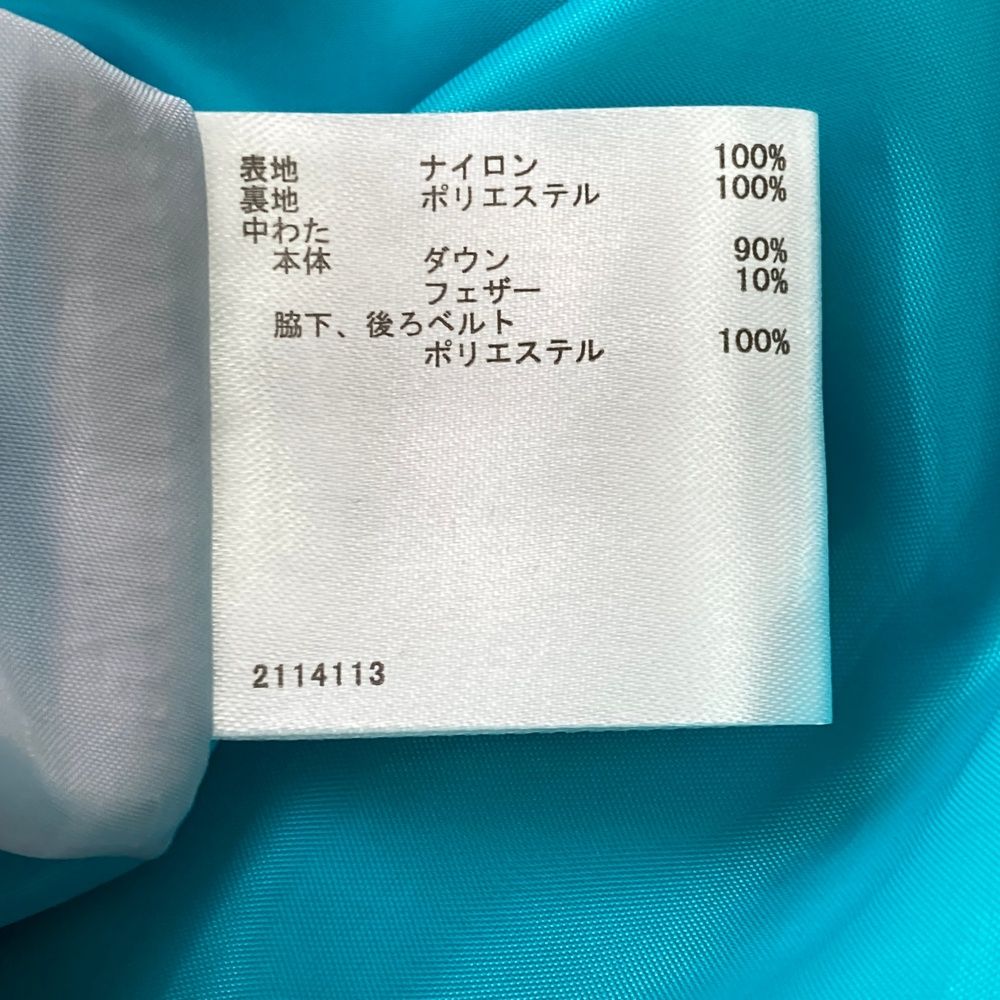 表地 ナイロン 100%
裏地 ポリエステル 100%
中わた
本体 ダウン 90%
フェザー 10%
脇下、後ろベルト
ポリエステル 100%
2114113